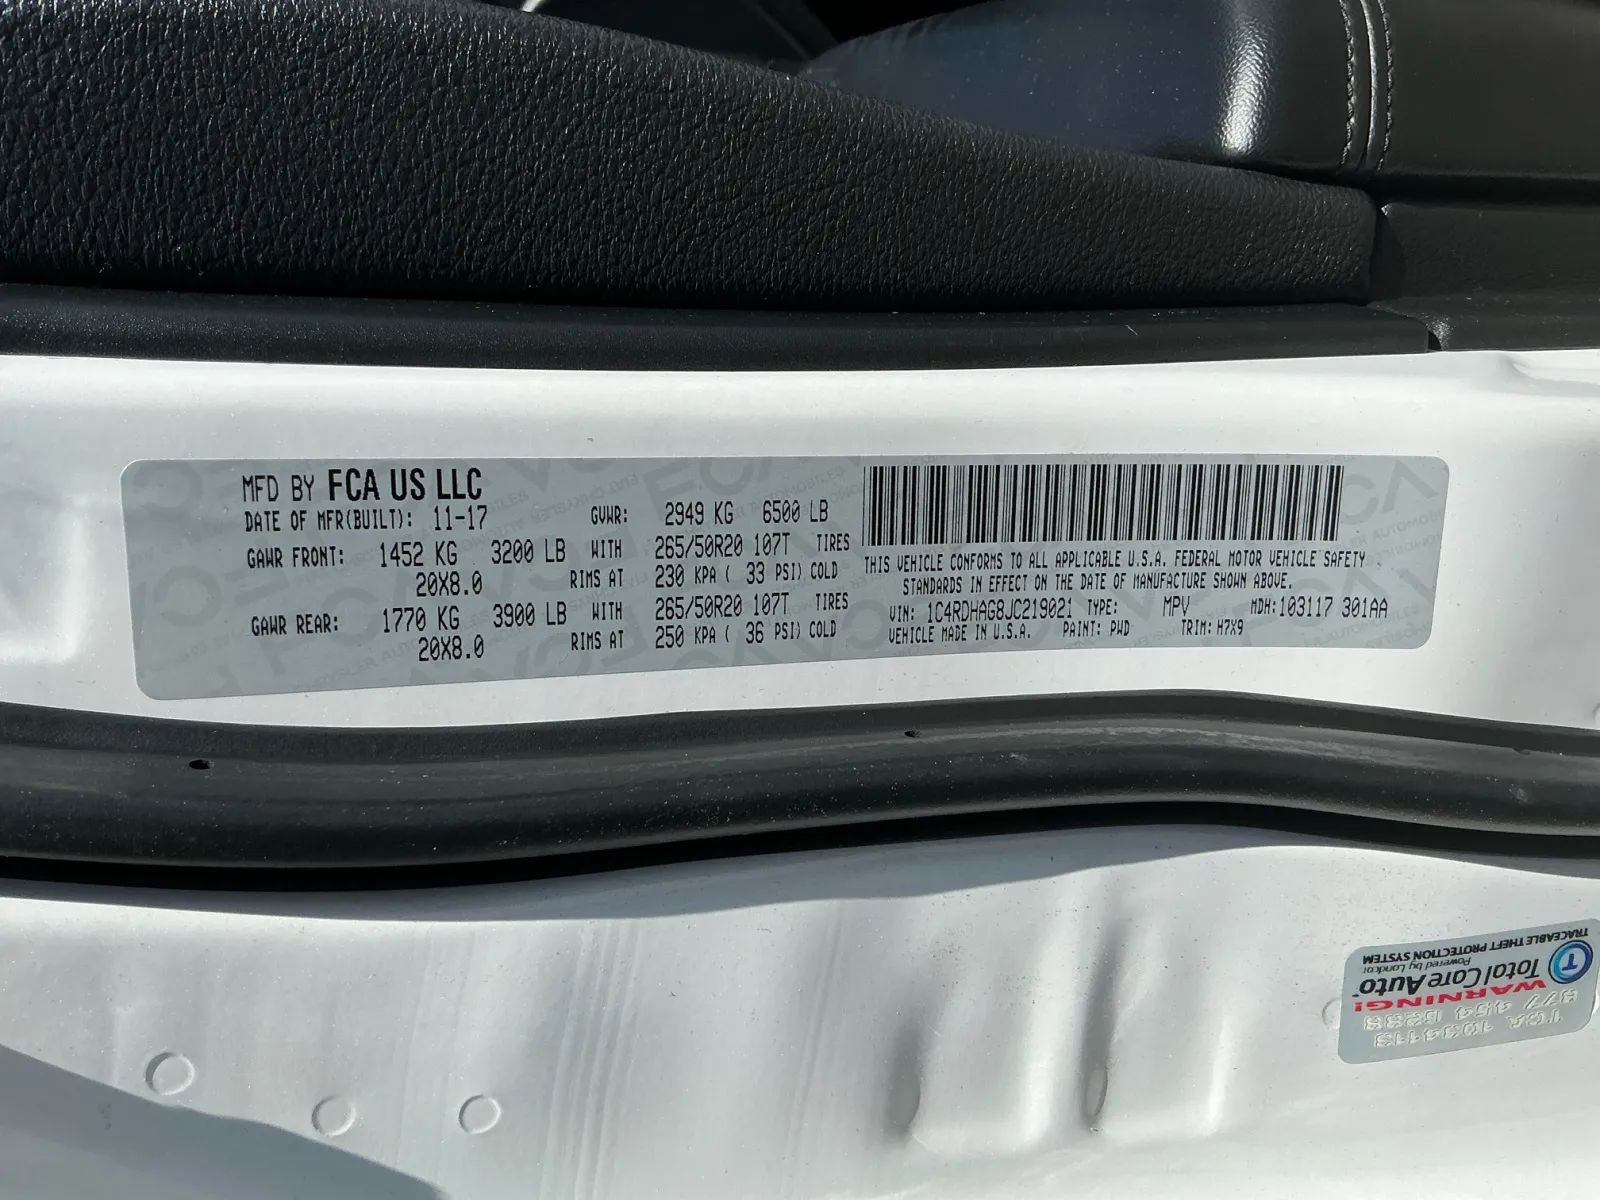 MFD BY FCA US LLC
DATE OF MFR(BUILT): 11-17 GVWR: 2949 KG 6500 LB
GAWR FRONT: 1452 KG 3200 LB WITH 265/50R20 107T TIRES
20X8.0 RIMS AT 230 KPA ( 33 PSI) COLD
GAWR REAR: 1770 KG 3900 LB WITH 265/50R20 107T TIRES
20X8.0 RIMS AT 250 KPA ( 36 PSI) COLD
THIS VEHICLE CONFORMS TO ALL APPLICABLE U.S.A. FEDERAL MOTOR VEHICLE SAFETY
STANDARDS IN EFFECT ON THE DATE OF MANUFACTURE SHOWN ABOVE.
VIN: 1C4RDHAG8JC219021 TYPE: MPV MDH:103117 301AA
VEHICLE MADE IN U.S.A. PAINT: PWD TRIM: H7X9
TCA
WARNING!
T TotalCareAuto
Powered by Landcar
TRACEABLE THEFT PROTECTION SYSTEM